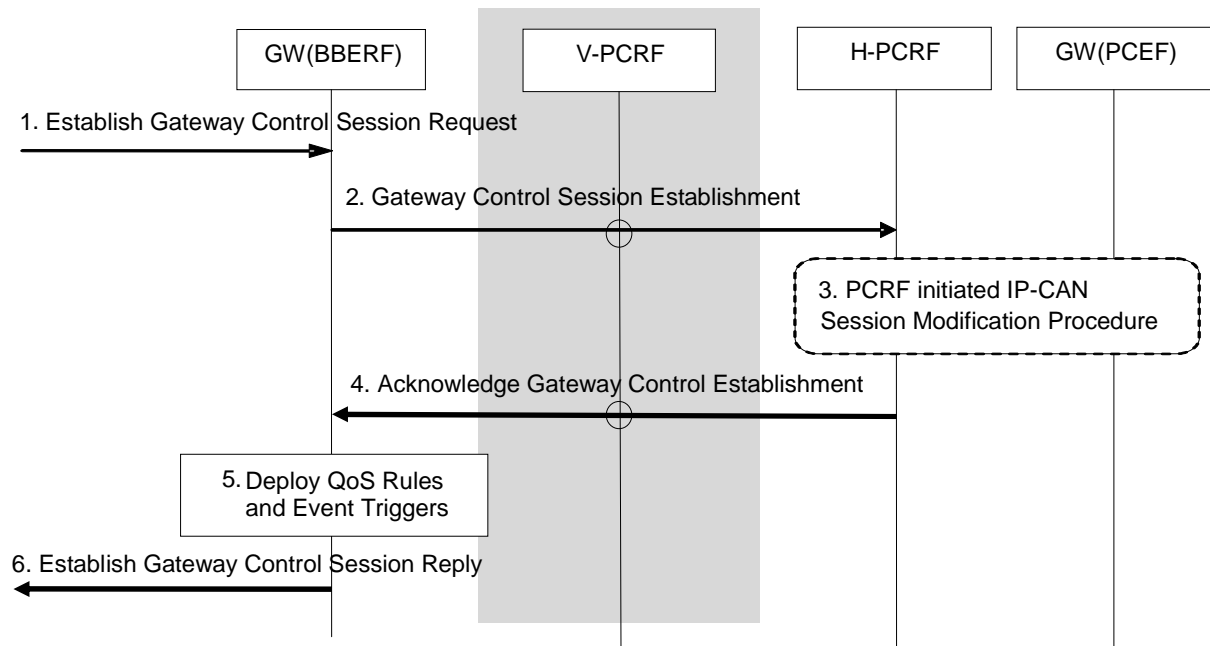 GW(BBERF)
V-PCRF
H-PCRF
GW(PCEF)
1. Establish Gateway Control Session Request
2. Gateway Control Session Establishment
3. PCRF initiated IP-CAN
Session Modification Procedure
4. Acknowledge Gateway Control Establishment
5. Deploy QoS Rules
and Event Triggers
6. Establish Gateway Control Session Reply